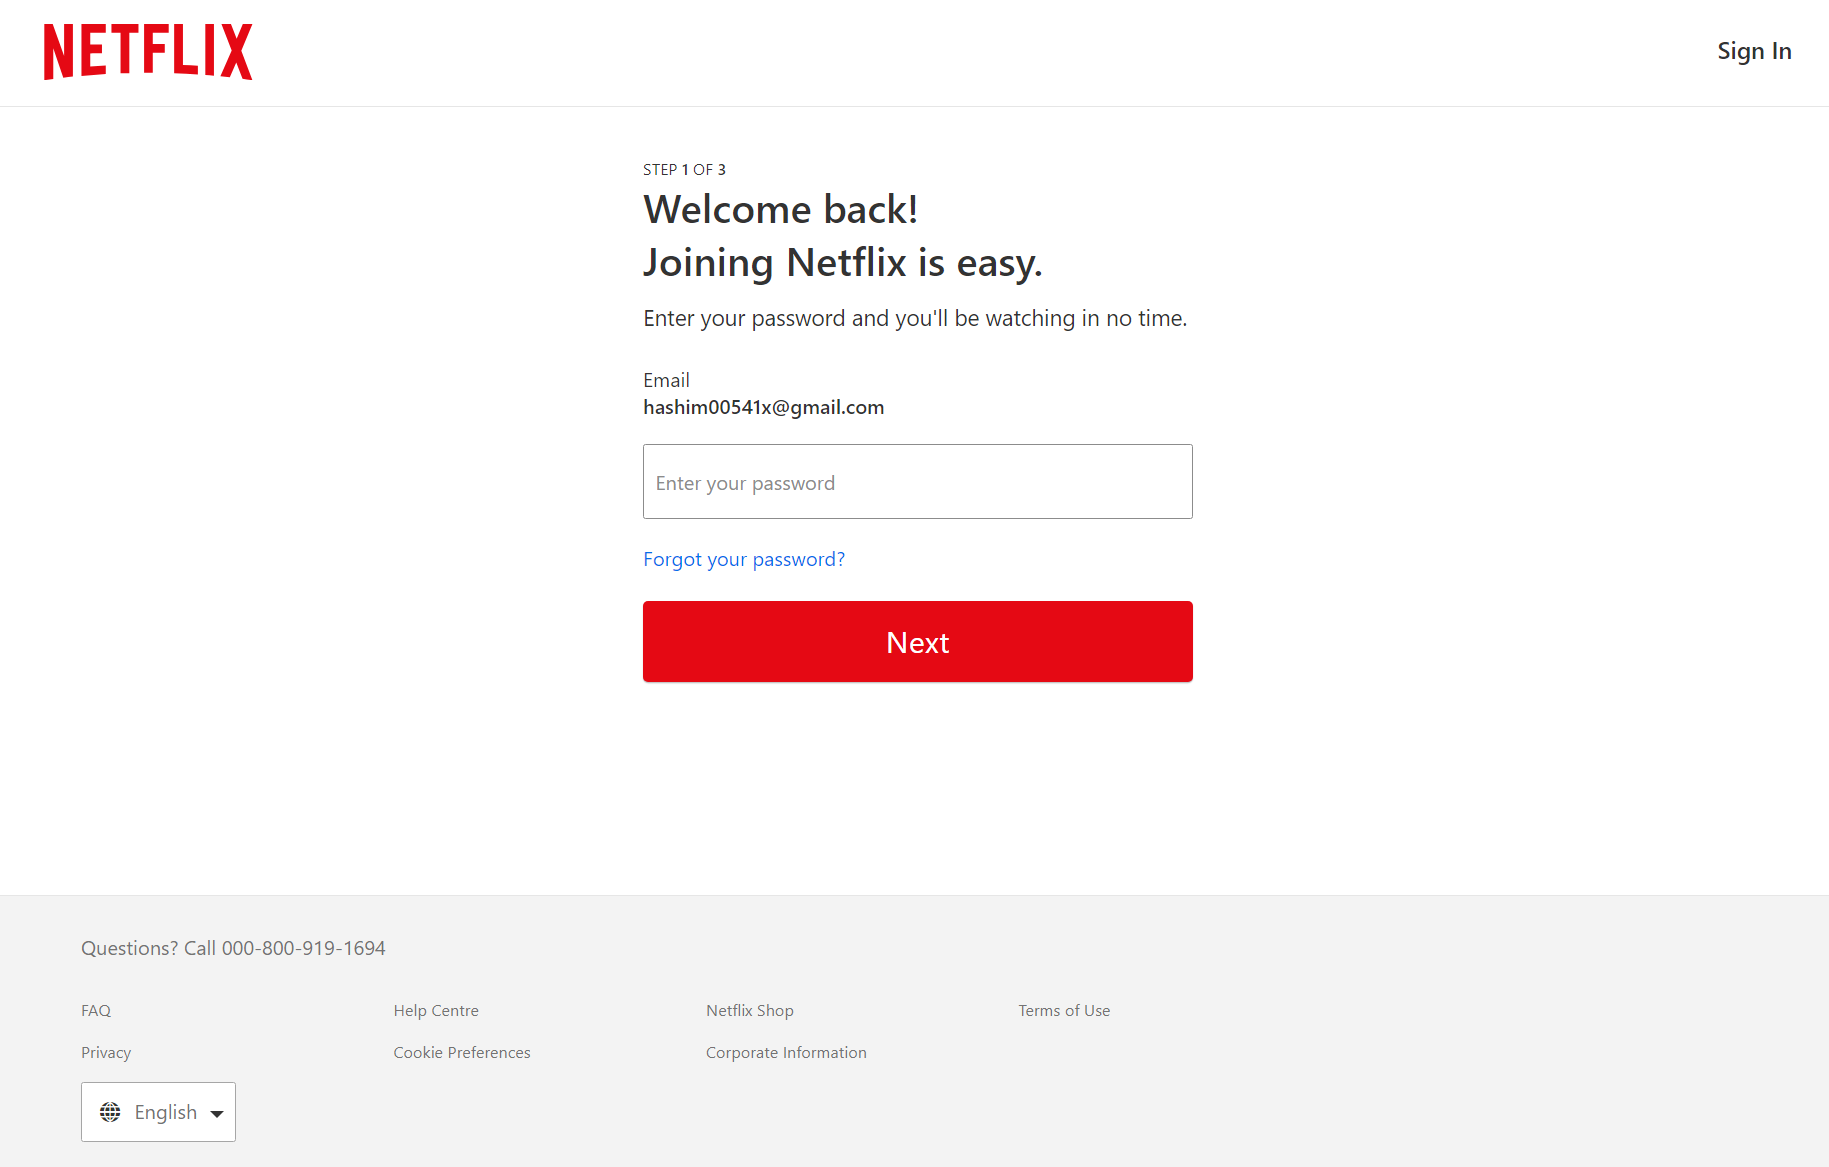 NETFLIX
Sign In
STEP 1 OF 3
Welcome back!
Joining Netflix is easy.
Enter your password and you'll be watching in no time.
Email
hashim00541x@gmail.com
Enter your password
Forgot your password?
Next
Questions? Call 000-800-919-1694
FAQ
Help Centre
Netflix Shop
Terms of Use
Privacy
Cookie Preferences
Corporate Information
English